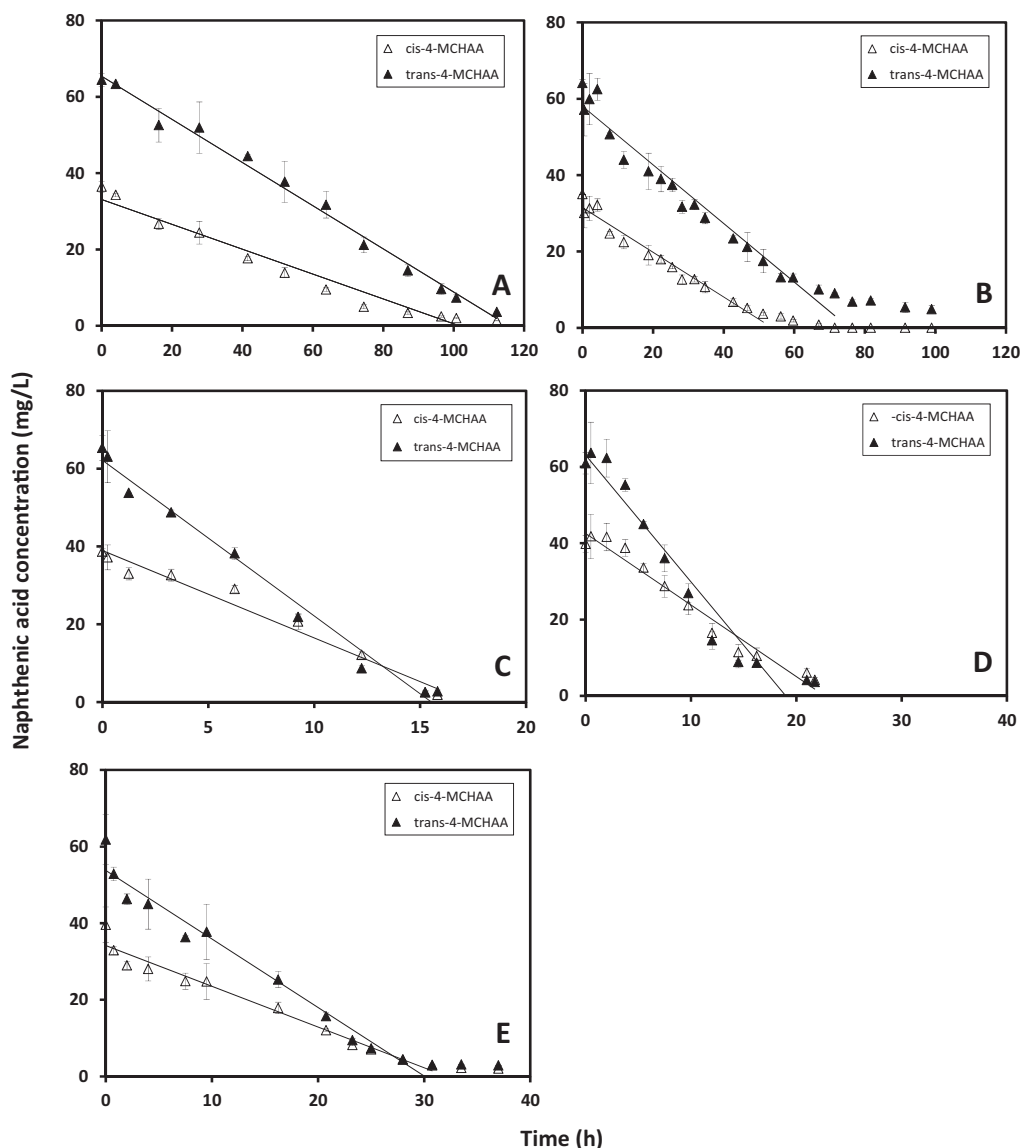 Naphthenic acid concentration (mg/L)
80
60
40
20
0
0 20 40 60 80 100 120
cis-4-MCHAA
trans-4-MCHAA
A
80
60
40
20
0
0 20 40 60 80 100 120
cis-4-MCHAA
trans-4-MCHAA
B
80
60
40
20
0
0 5 10 15 20
cis-4-MCHAA
trans-4-MCHAA
C
80
60
40
20
0
0 10 20 30 40
-cis-4-MCHAA
trans-4-MCHAA
D
80
60
40
20
0
0 10 20 30 40
cis-4-MCHAA
trans-4-MCHAA
E
Time (h)